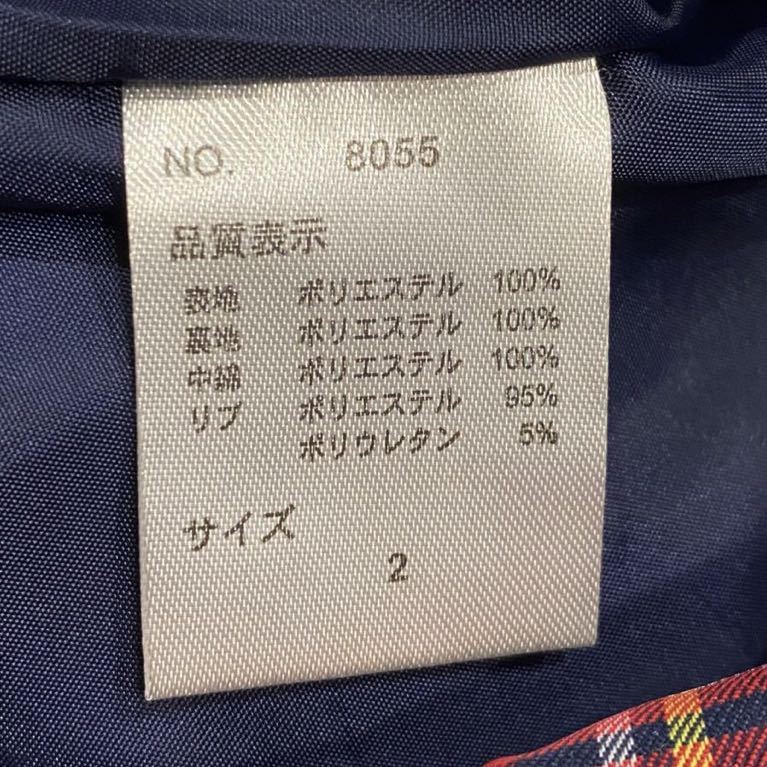 NO. 8055
品質表示
表地 ポリエステル 100%
裏地 ポリエステル 100%
中綿 ポリエステル 100%
リブ ポリエステル 95%
ポリウレタン 5%
サイズ
2